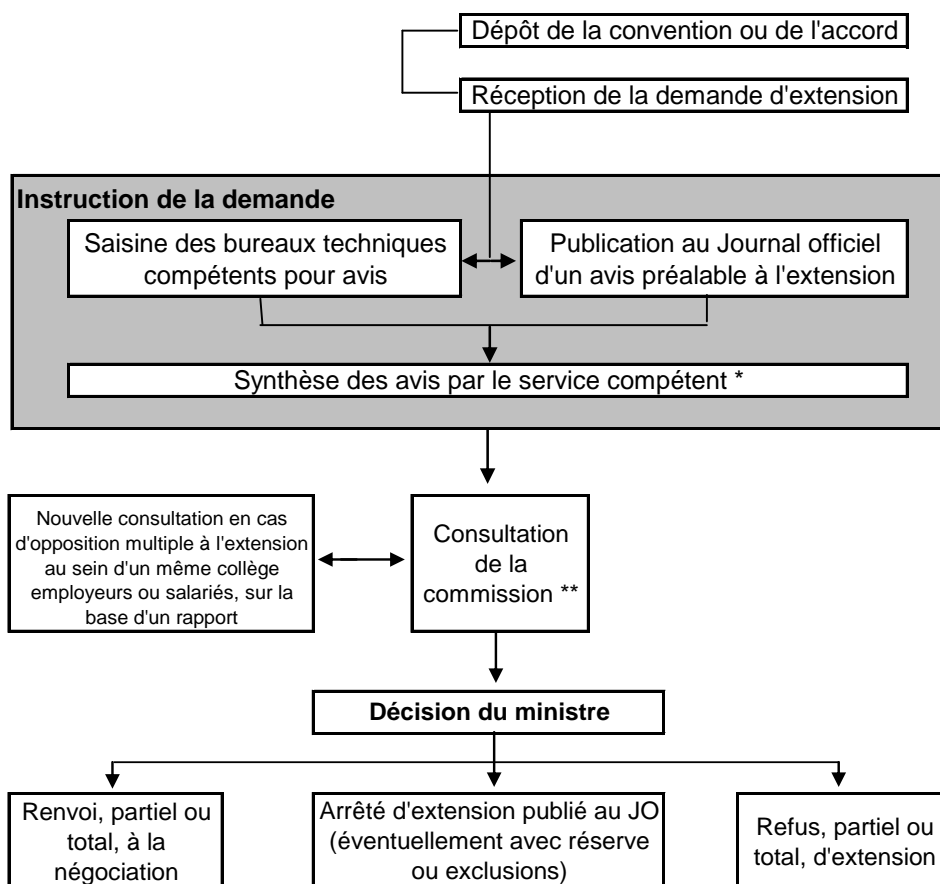 Dépôt de la convention ou de l'accord
Réception de la demande d'extension
Instruction de la demande
Saisine des bureaux techniques
compétents pour avis
Publication au Journal officiel
d'un avis préalable à l'extension
Synthèse des avis par le service compétent *
Nouvelle consultation en cas
d'opposition multiple à l'extension
au sein d'un même collège
employeurs ou salariés, sur la
base d'un rapport
Consultation
de la
commission **
Décision du ministre
Renvoi, partiel ou
total, à la
négociation
Arrêté d'extension publié au JO
(éventuellement avec réserve
ou exclusions)
Refus, partiel ou
total, d'extension